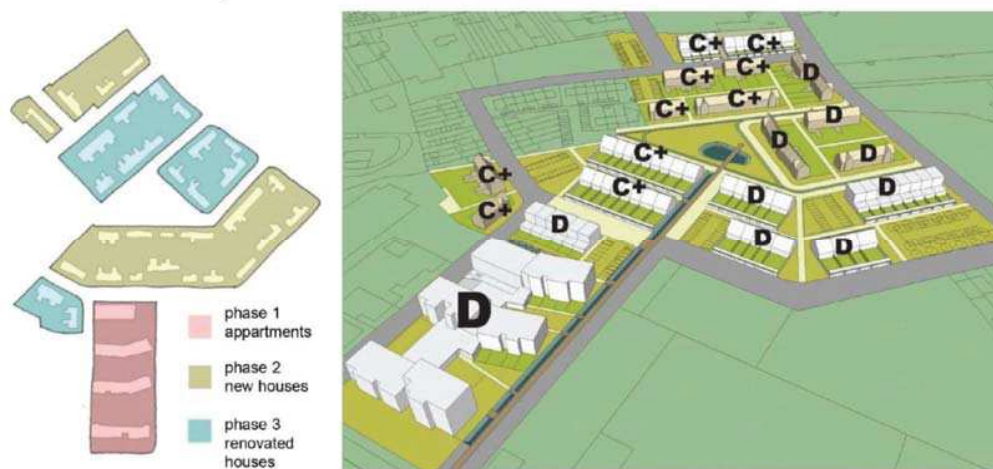 phase 1
appartments
phase 2
new houses
phase 3
renovated
houses
C+ C+
C+ C+ D
C+ C+ D
D D
C+ C+
C+ C+ D D
D D D
D